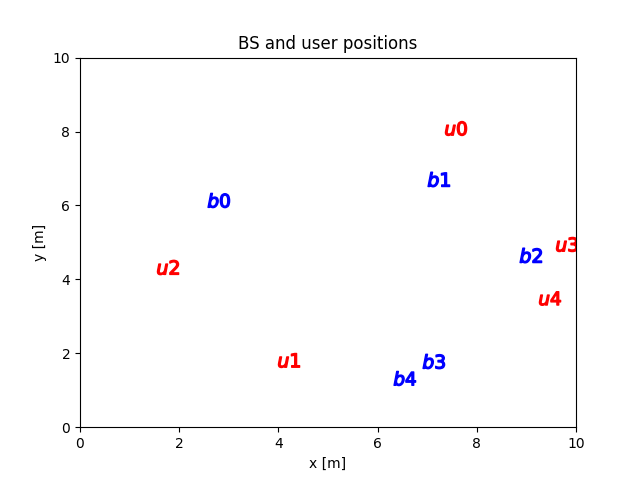 BS and user positions
10
u0
8
b1
b0
6
u3
b2
u2
u4
4
y [m]
u1
b3
2
b4
0
0 2 4 6 8 10
x [m]